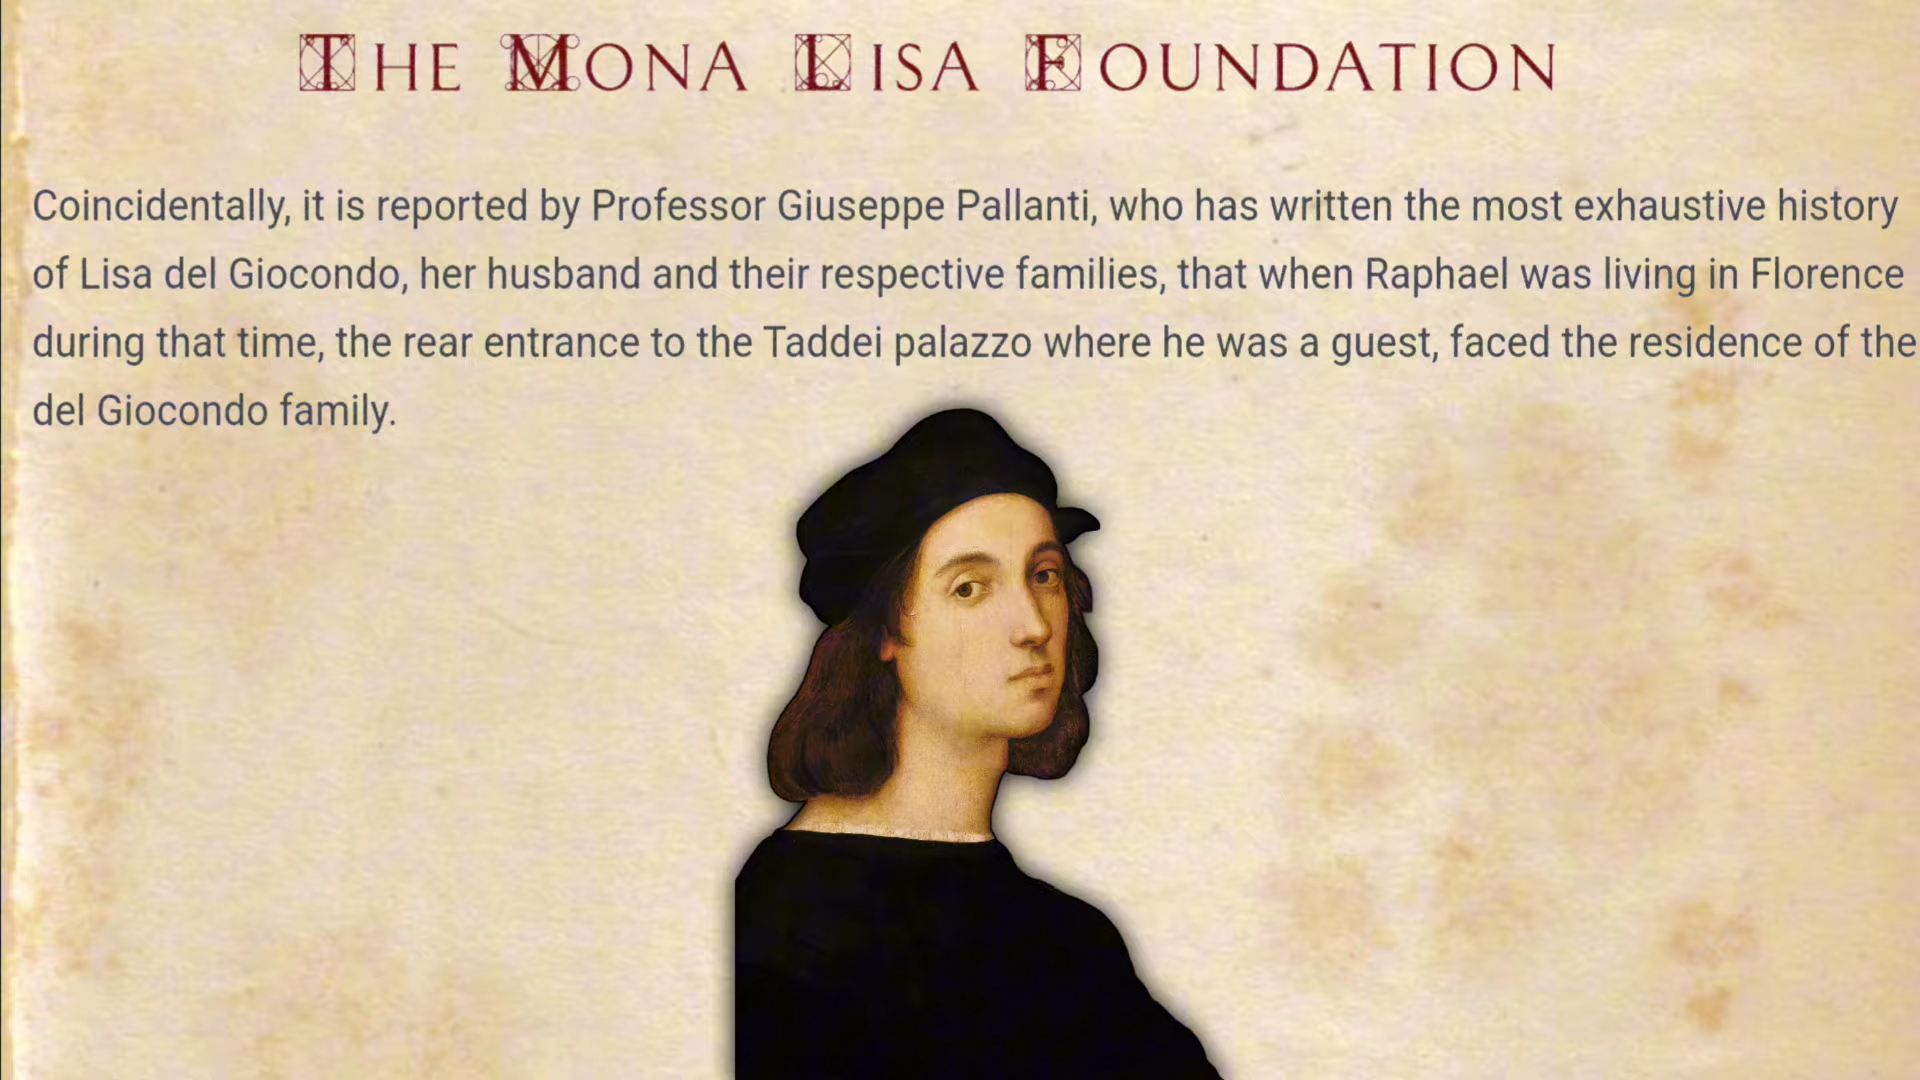 THE MONA LISA FOUNDATION
Coincidentally, it is reported by Professor Giuseppe Pallanti, who has written the most exhaustive history
of Lisa del Giocondo, her husband and their respective families, that when Raphael was living in Florence
during that time, the rear entrance to the Taddei palazzo where he was a guest, faced the residence of the
del Giocondo family.